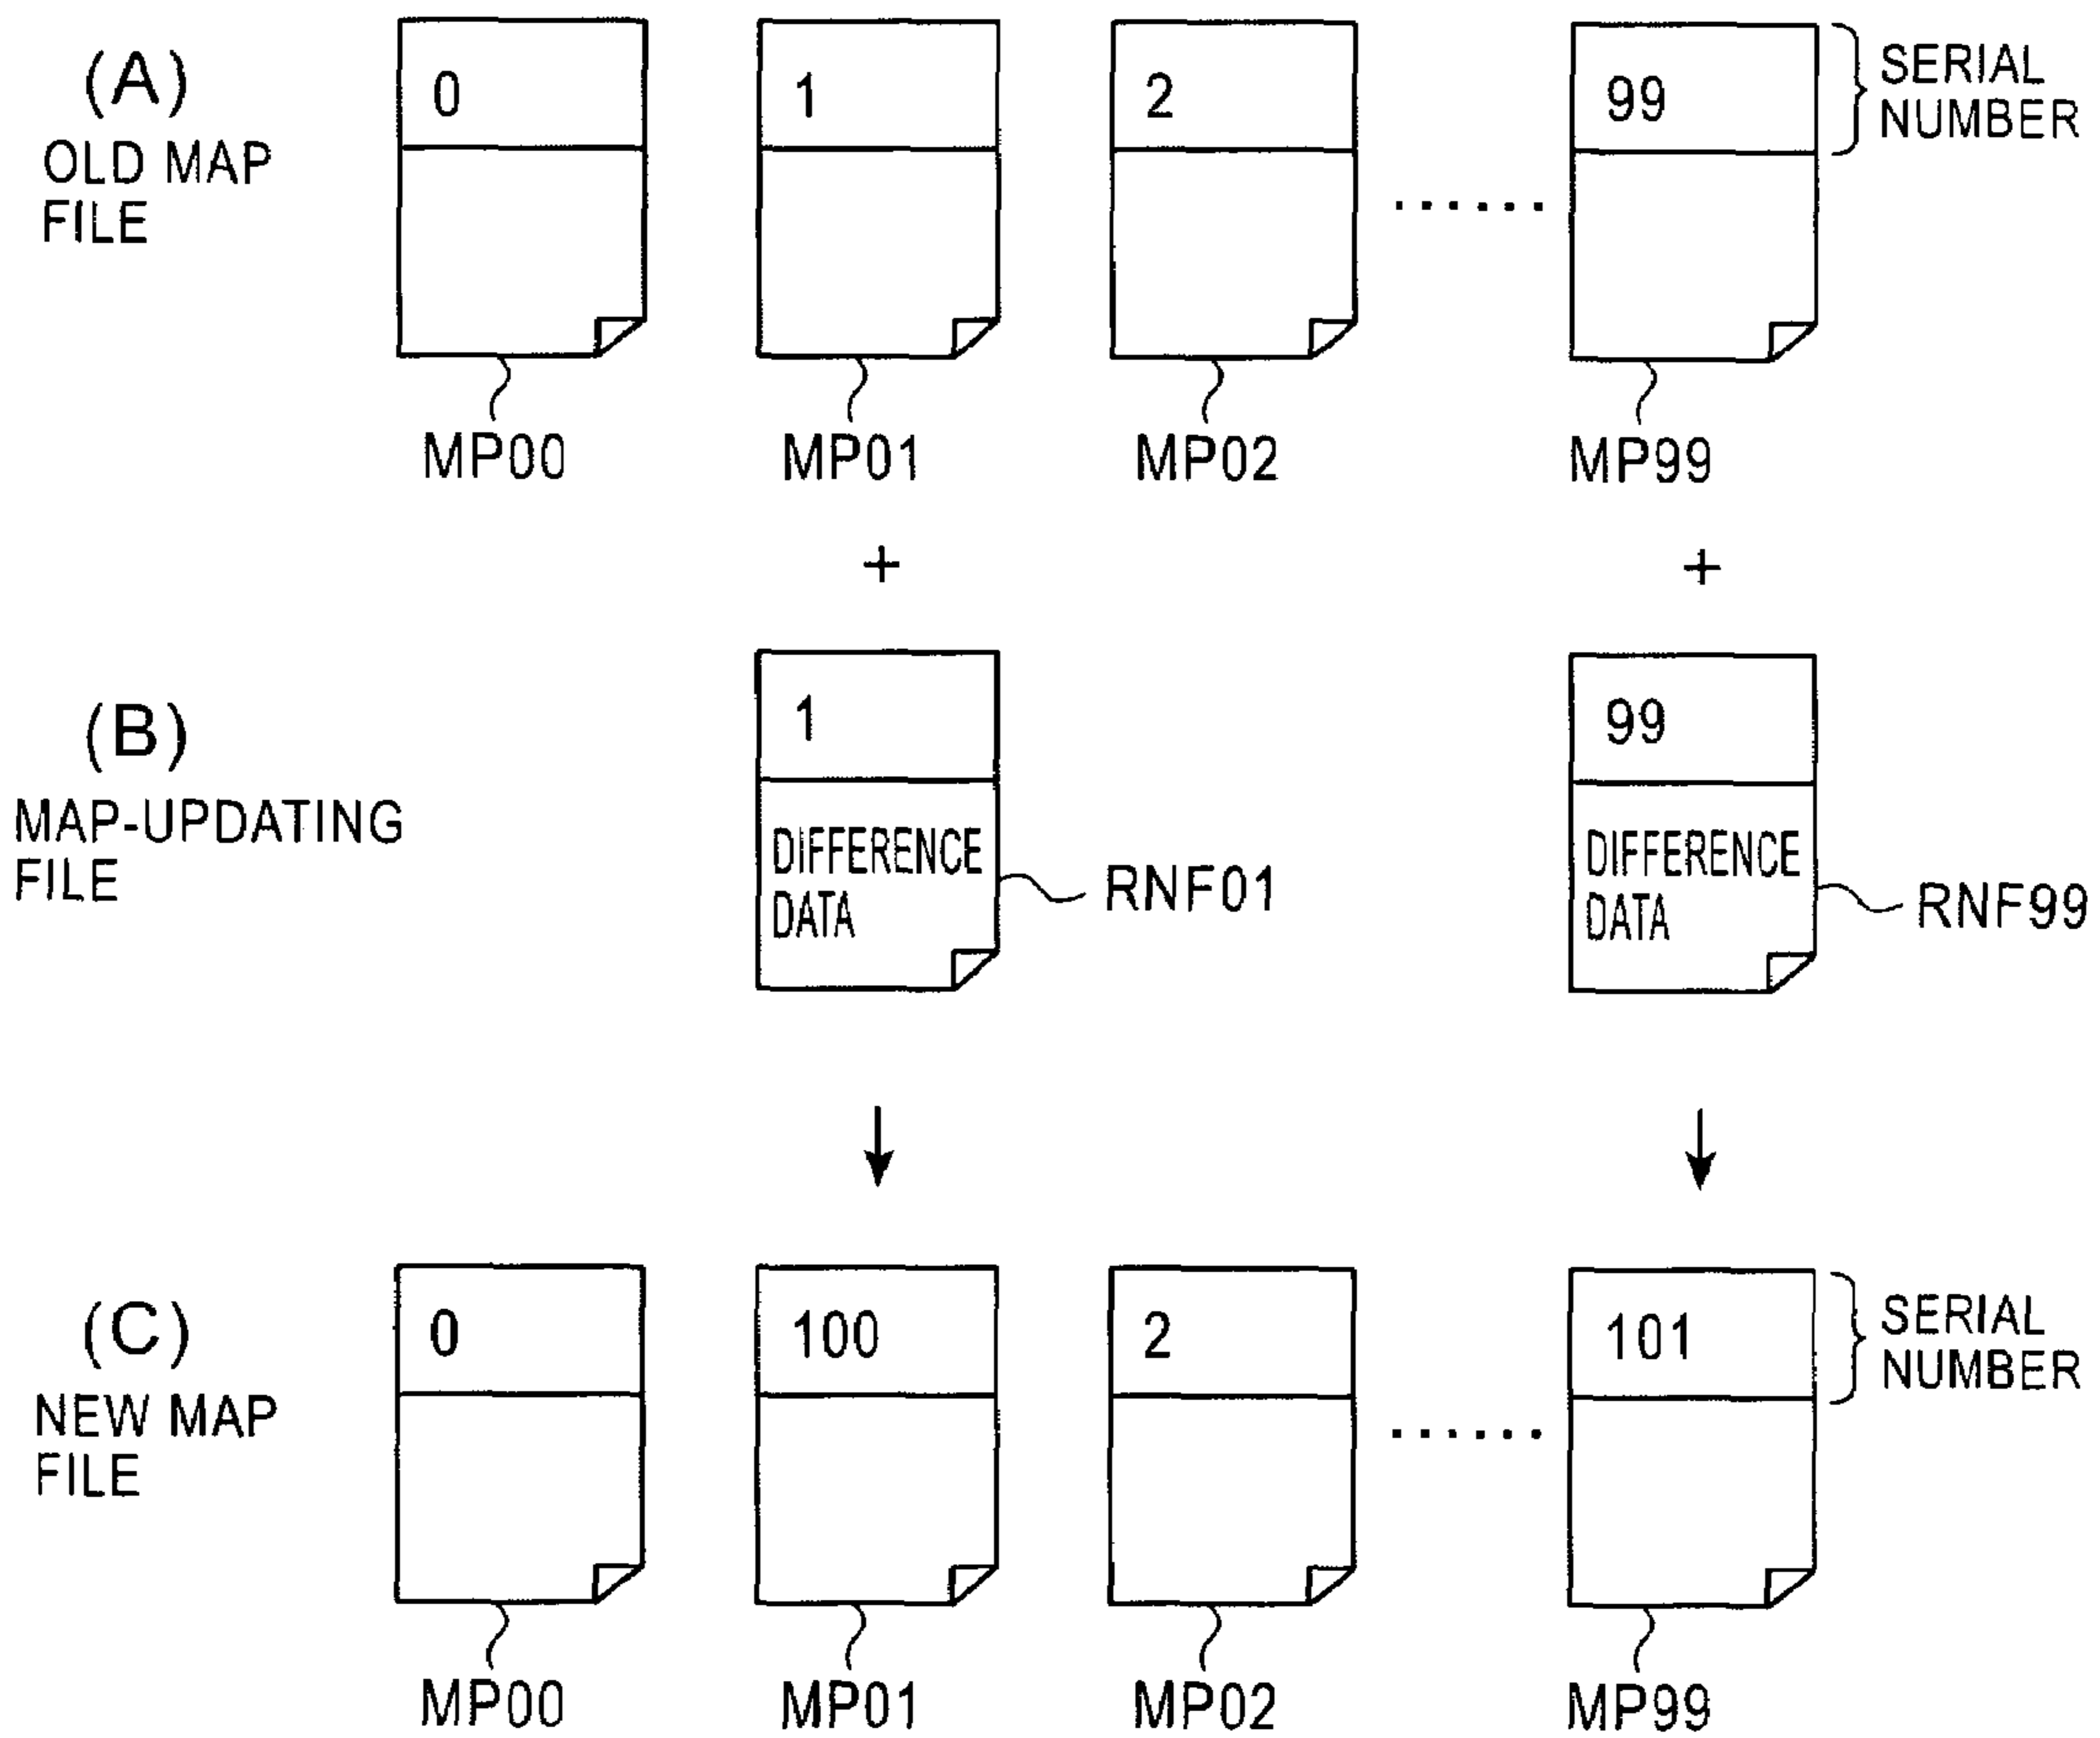 (A)
OLD MAP
FILE
0
1
2
99
SERIAL
NUMBER
......
MP00
MP01
MP02
MP99
+
+
(B)
MAP-UPDATING
FILE
1
DIFFERENCE
DATA
RNF01
99
DIFFERENCE
DATA
RNF99
(C)
NEW MAP
FILE
0
100
2
101
SERIAL
NUMBER
......
MP00
MP01
MP02
MP99